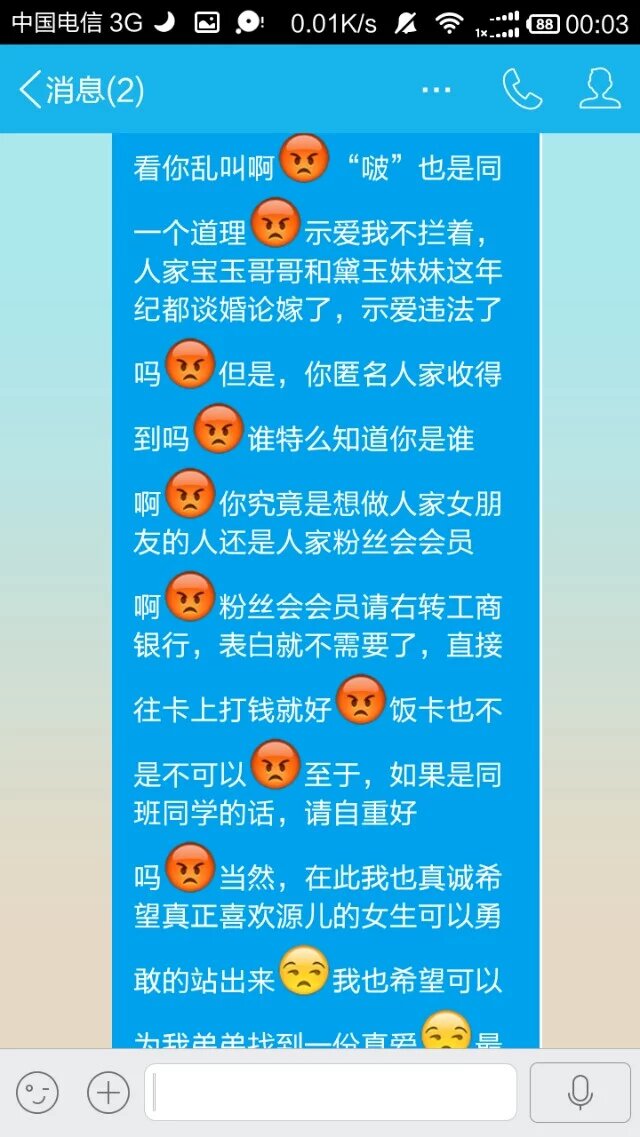 中国电信 3G 0.01K/s 1x 88 00:03
消息(2) ...
看你乱叫啊😡“啵”也是同
一个道理😡示爱我不拦着，
人家宝玉哥哥和黛玉妹妹这年
纪都谈婚论嫁了，示爱违法了
吗😡但是，你匿名人家收得
到吗😡谁特么知道你是谁
啊😡你究竟是想做人家女朋
友的人还是人家粉丝会会员
啊😡粉丝会会员请右转工商
银行，表白就不需要了，直接
往卡上打钱就好😡饭卡也不
是不可以😡至于，如果是同
班同学的话，请自重好
吗😡当然，在此我也真诚希
望真正喜欢源儿的女生可以勇
敢的站出来😒我也希望可以
为我弟弟找到一份真爱😒最